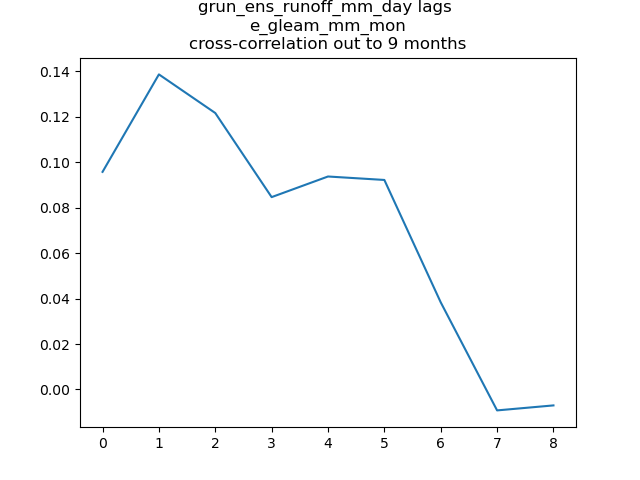 grun_ens_runoff_mm_day lags
e_gleam_mm_mon
cross-correlation out to 9 months
0.14
0.12
0.10
0.08
0.06
0.04
0.02
0.00
0 1 2 3 4 5 6 7 8